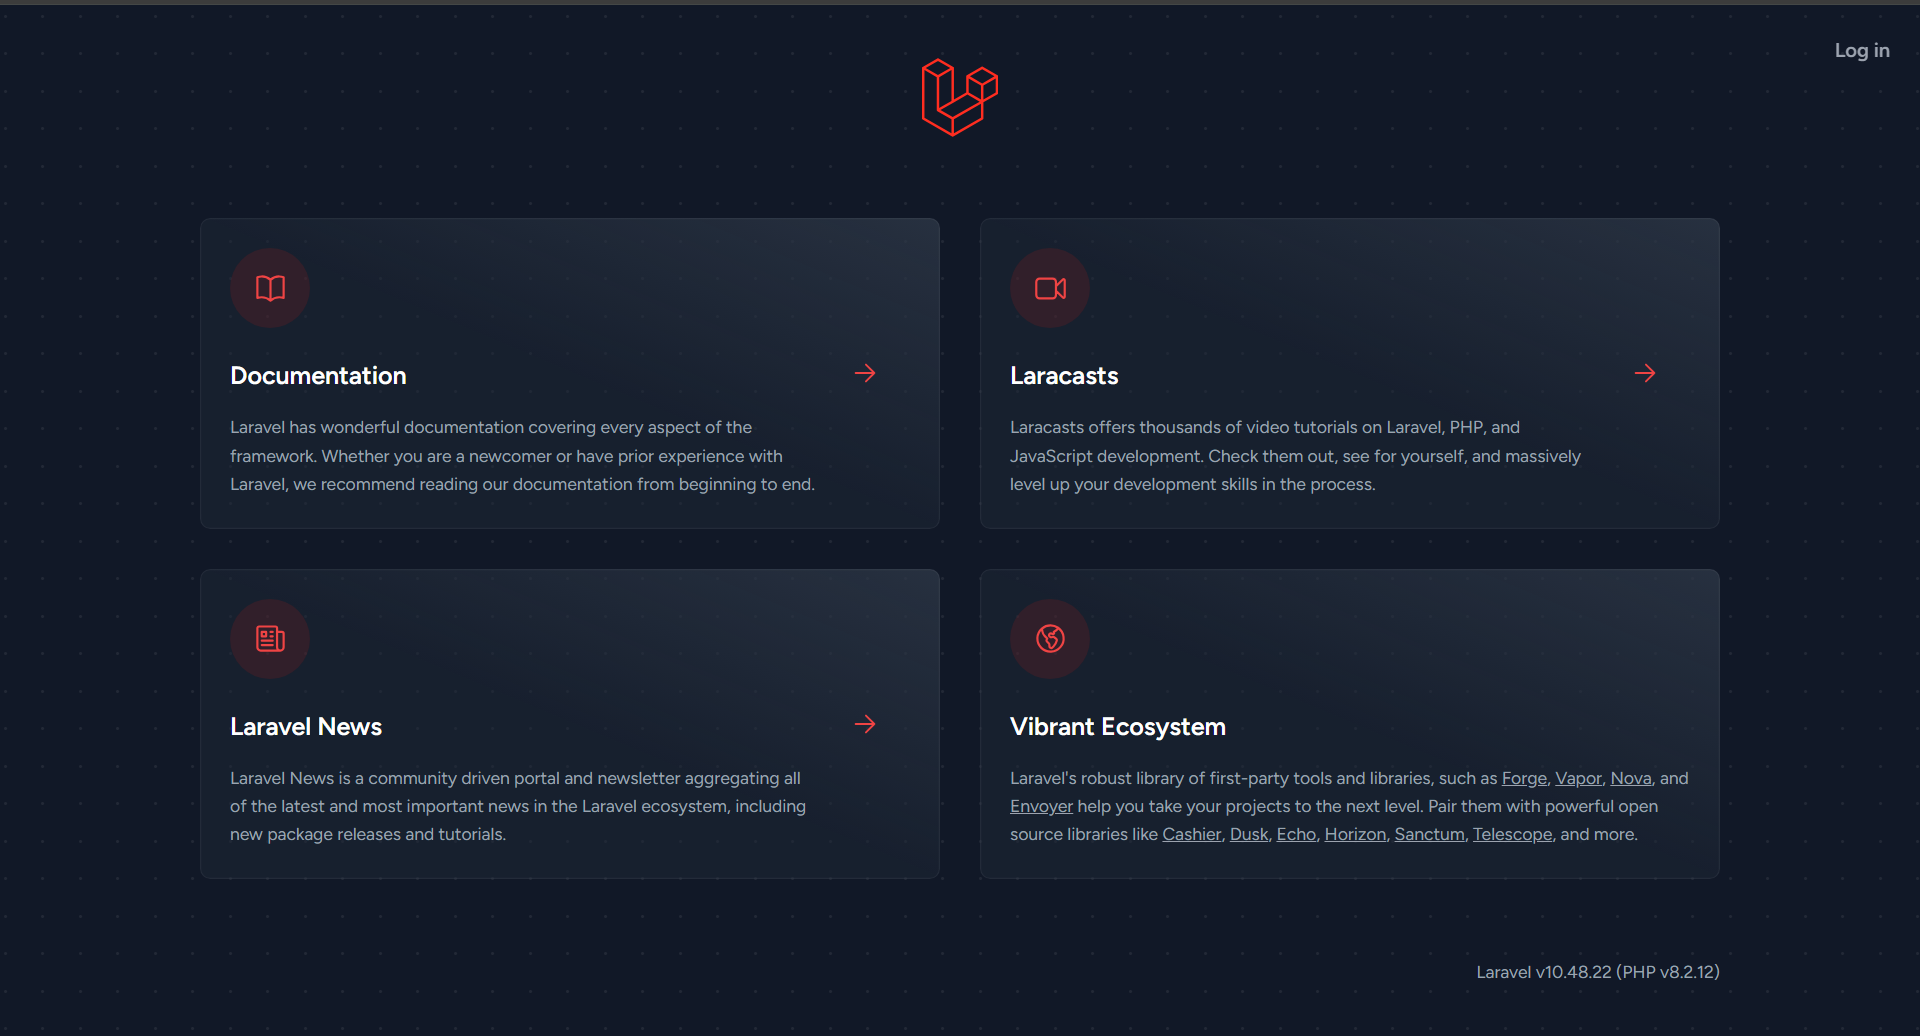 Log in
Documentation
Laravel has wonderful documentation covering every aspect of the
framework. Whether you are a newcomer or have prior experience with
Laravel, we recommend reading our documentation from beginning to end.
Laracasts
Laracasts offers thousands of video tutorials on Laravel, PHP, and
JavaScript development. Check them out, see for yourself, and massively
level up your development skills in the process.
Laravel News
Laravel News is a community driven portal and newsletter aggregating all
of the latest and most important news in the Laravel ecosystem, including
new package releases and tutorials.
Vibrant Ecosystem
Laravel's robust library of first-party tools and libraries, such as Forge, Vapor, Nova, and
Envoyer help you take your projects to the next level. Pair them with powerful open
source libraries like Cashier, Dusk, Echo, Horizon, Sanctum, Telescope, and more.
Laravel v10.48.22 (PHP v8.2.12)